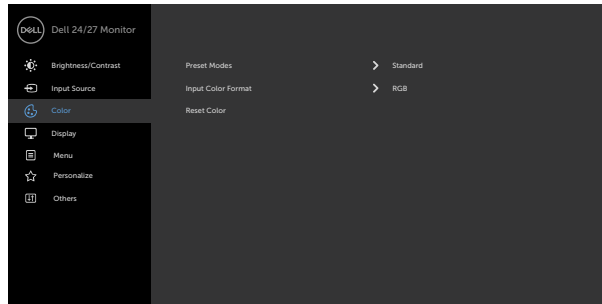 DELL Dell 24/27 Monitor
Brightness/Contrast Preset Modes Standard
Input Source Input Color Format RGB
Color Reset Color
Display
Menu
Personalize
Others